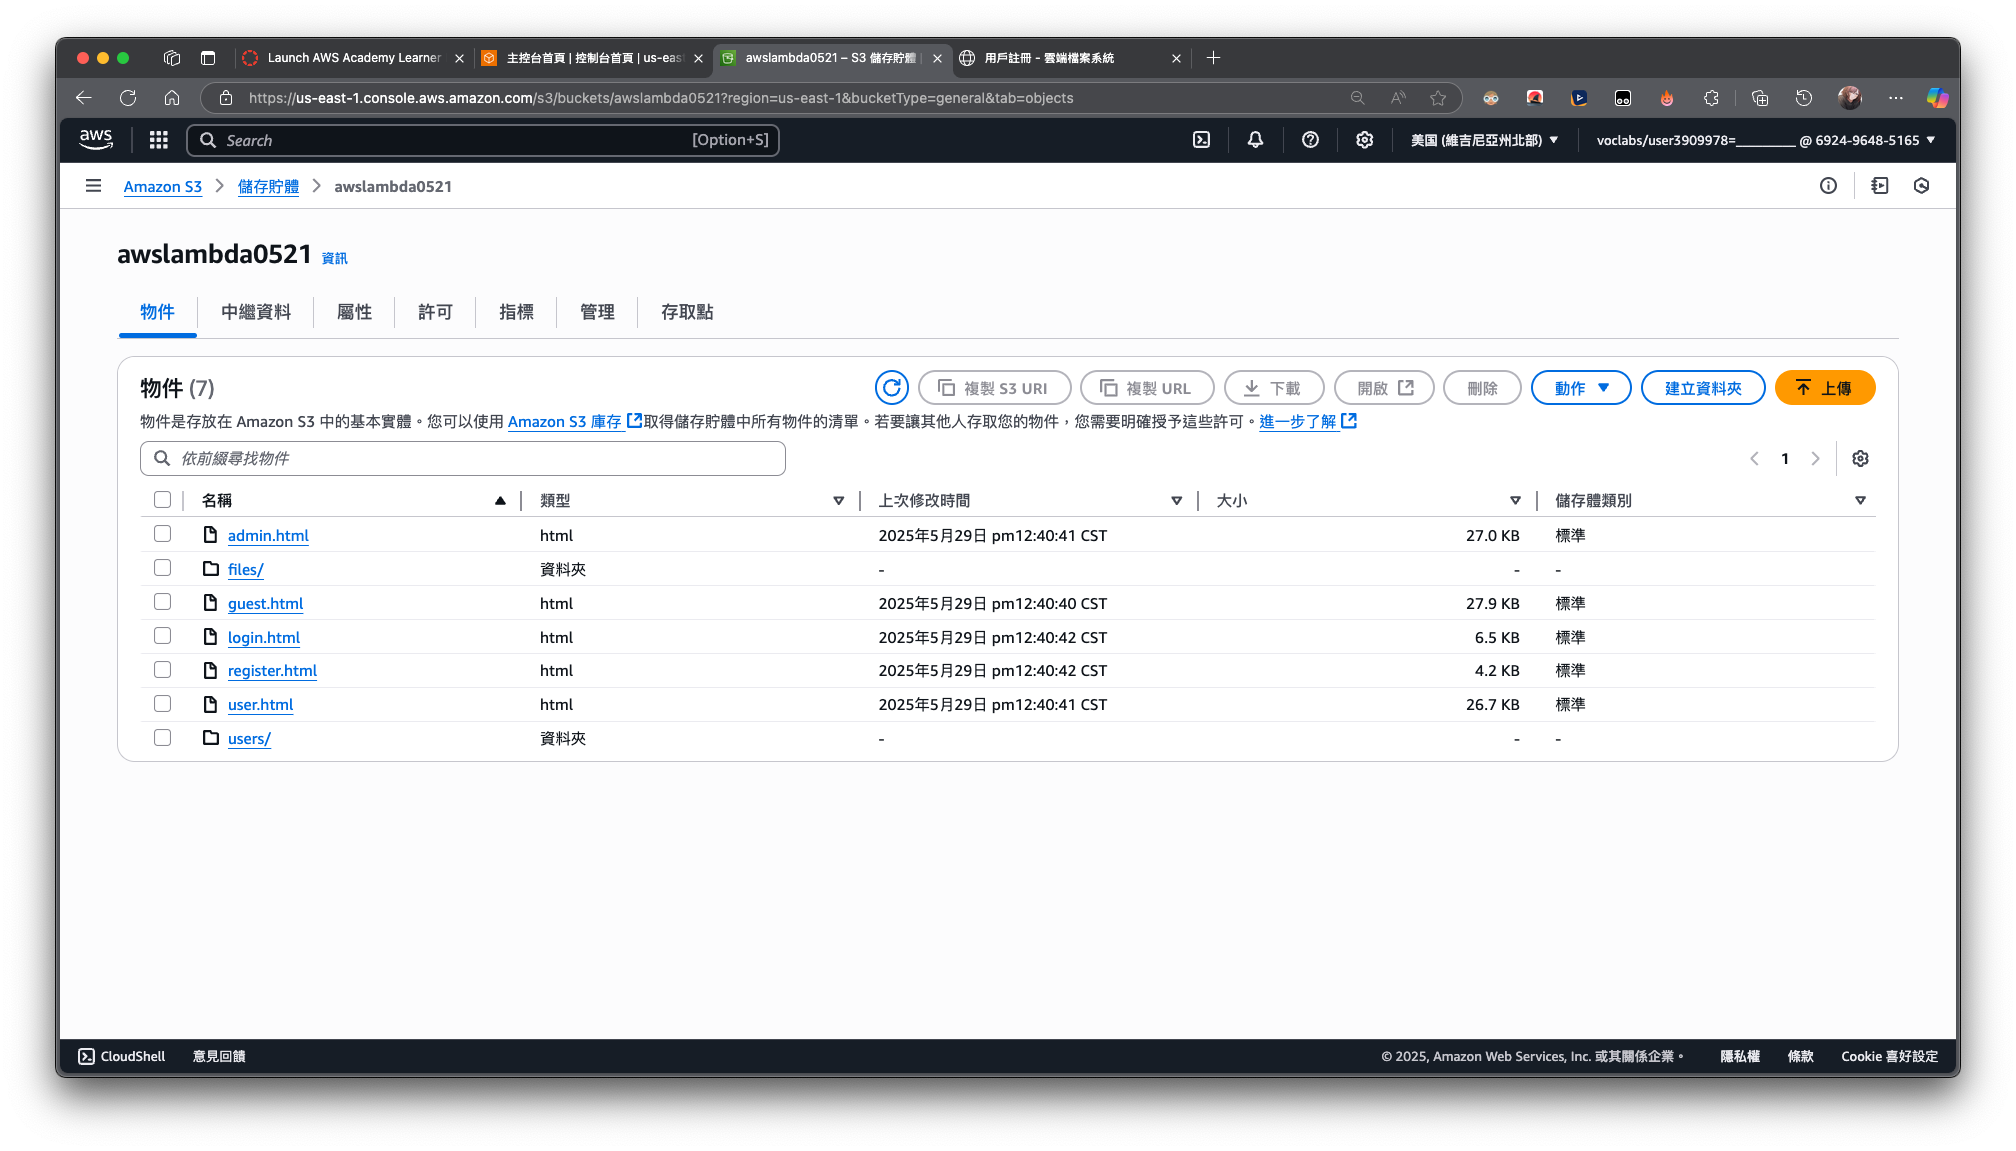 Launch AWS Academy Learner
主控台首頁 | 控制台首頁 | us-eas
awslambda0521 – S3 儲存貯體 |
用戶註冊 - 雲端檔案系統
https://us-east-1.console.aws.amazon.com/s3/buckets/awslambda0521?region=us-east-1&bucketType=general&tab=objects
aws
Search
[Option+S]
美国 (維吉尼亞州北部)
voclabs/user3909978=________ @ 6924-9648-5165
Amazon S3
儲存貯體
awslambda0521
awslambda0521 資訊
物件
中繼資料
屬性
許可
指標
管理
存取點
物件 (7)
複製 S3 URI
複製 URL
下載
開啟
刪除
動作
建立資料夾
上傳
物件是存放在 Amazon S3 中的基本實體。您可以使用 Amazon S3 庫存 取得儲存貯體中所有物件的清單。若要讓其他人存取您的物件，您需要明確授予這些許可。進一步了解
依前綴尋找物件
1
名稱 類型 上次修改時間 大小 儲存體類別
admin.html html 2025年5月29日 pm12:40:41 CST 27.0 KB 標準
files/ 資料夾 - - -
guest.html html 2025年5月29日 pm12:40:40 CST 27.9 KB 標準
login.html html 2025年5月29日 pm12:40:42 CST 6.5 KB 標準
register.html html 2025年5月29日 pm12:40:42 CST 4.2 KB 標準
user.html html 2025年5月29日 pm12:40:41 CST 26.7 KB 標準
users/ 資料夾 - - -
CloudShell
意見回饋
© 2025, Amazon Web Services, Inc. 或其關係企業。
隱私權
條款
Cookie 喜好設定